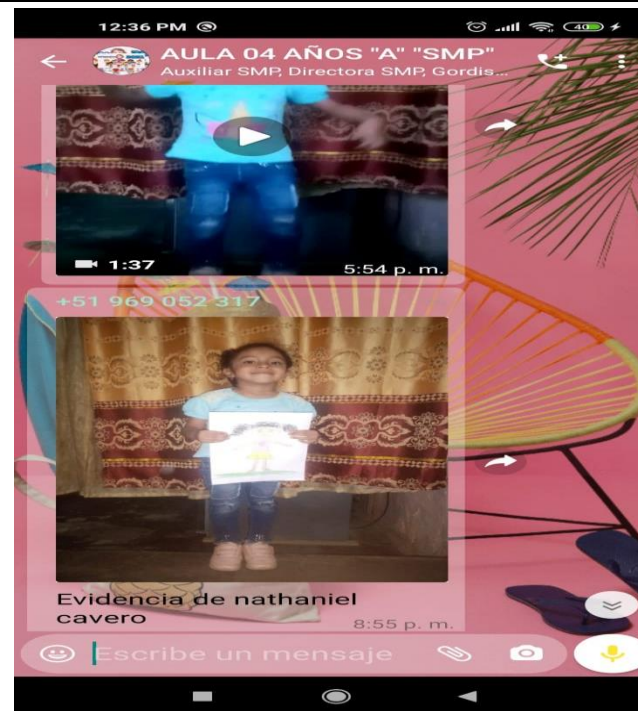 12:36 PM
40
AULA 04 AÑOS "A" "SMP"
Auxiliar SMP, Directora SMP, Gordis...
1:37
5:54 p. m.
+51 969 052 317
Evidencia de nathaniel
cavero
8:55 p. m.
Escribe un mensaje